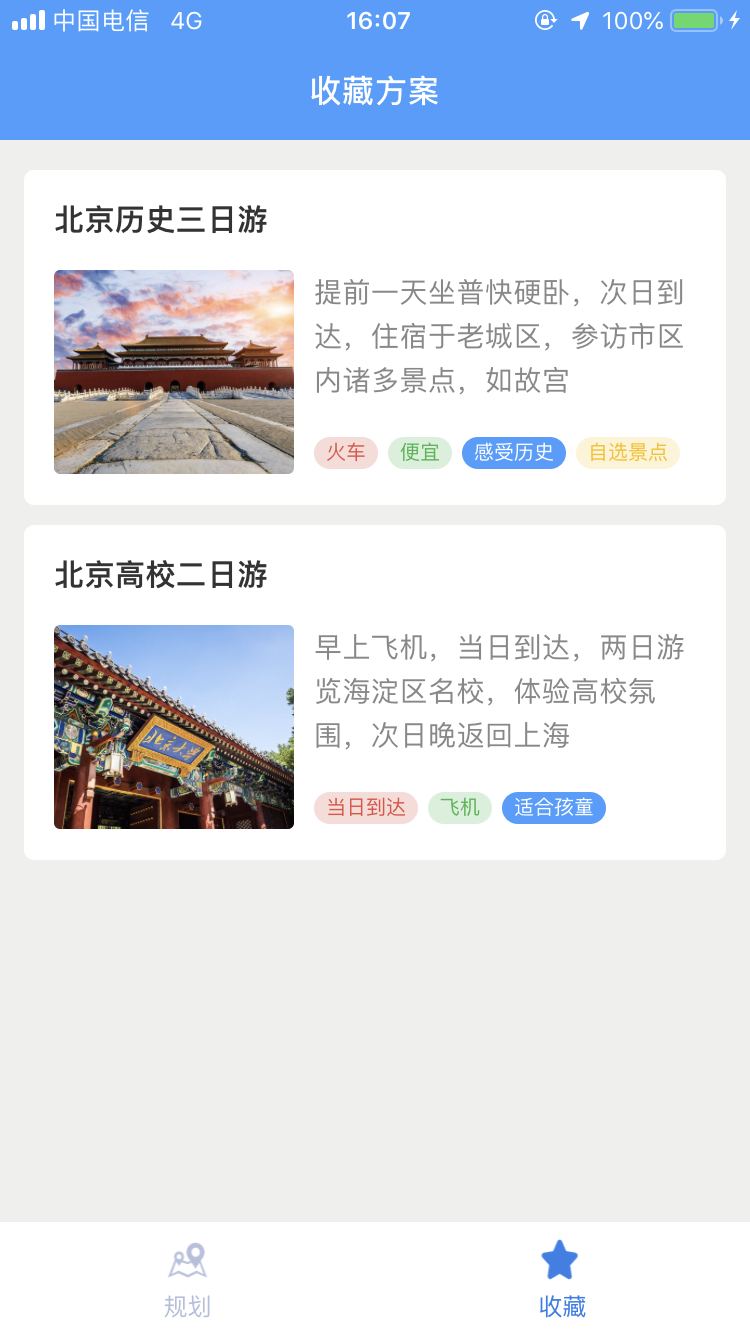 中国电信 4G 16:07 100%
收藏方案
北京历史三日游
提前一天坐普快硬卧，次日到
达，住宿于老城区，参访市区
内诸多景点，如故宫
火车 便宜 感受历史 自选景点
北京高校二日游
早上飞机，当日到达，两日游
览海淀区名校，体验高校氛
围，次日晚返回上海
北京大学
当日到达 飞机 适合孩童
规划 收藏